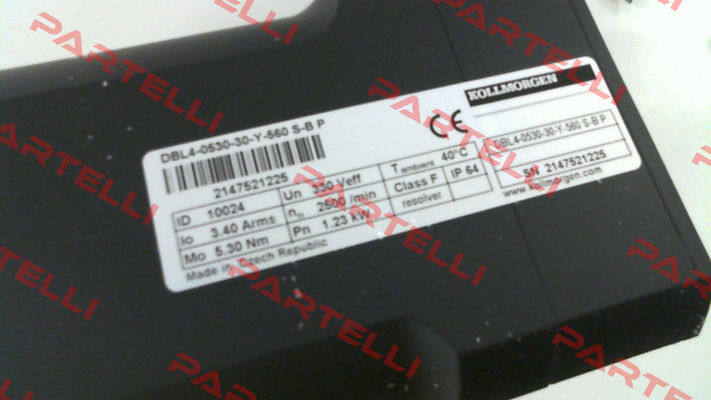 DBL4-0530-30-Y-560 S-B P
2147521225
ID 10024 Un 330 Veff Tambient 40°C
Io 3.40 Arms nn 2500 /min Class F IP 64
Mo 5.30 Nm Pn 1.23 kW resolver
Made in Czech Republic
CE
KOLLMORGEN
DBL4-0530-30-Y-560 S-B P
SN 2147521225
www.kollmorgen.com
PARTELLI
PARTELLI
PARTELLI
PARTELLI
PARTELLI
PARTELLI
PARTELLI
PARTELLI
PARTELLI